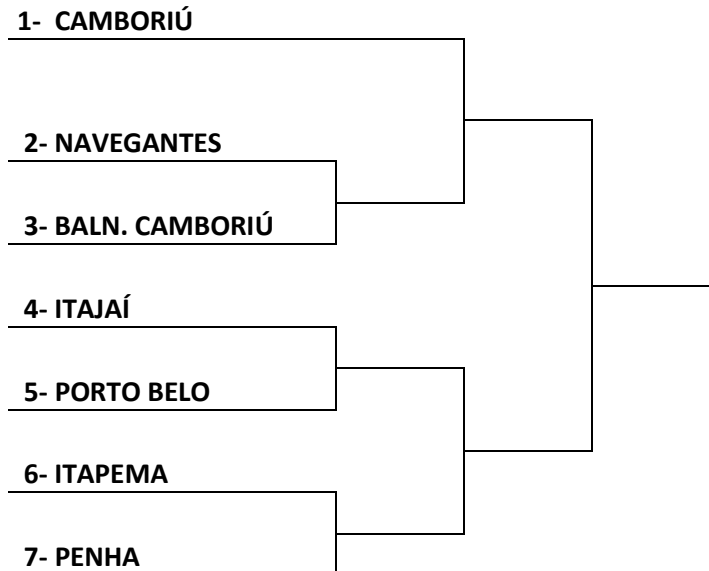 1- CAMBORIÚ
2- NAVEGANTES
3- BALN. CAMBORIÚ
4- ITAJAÍ
5- PORTO BELO
6- ITAPEMA
7- PENHA